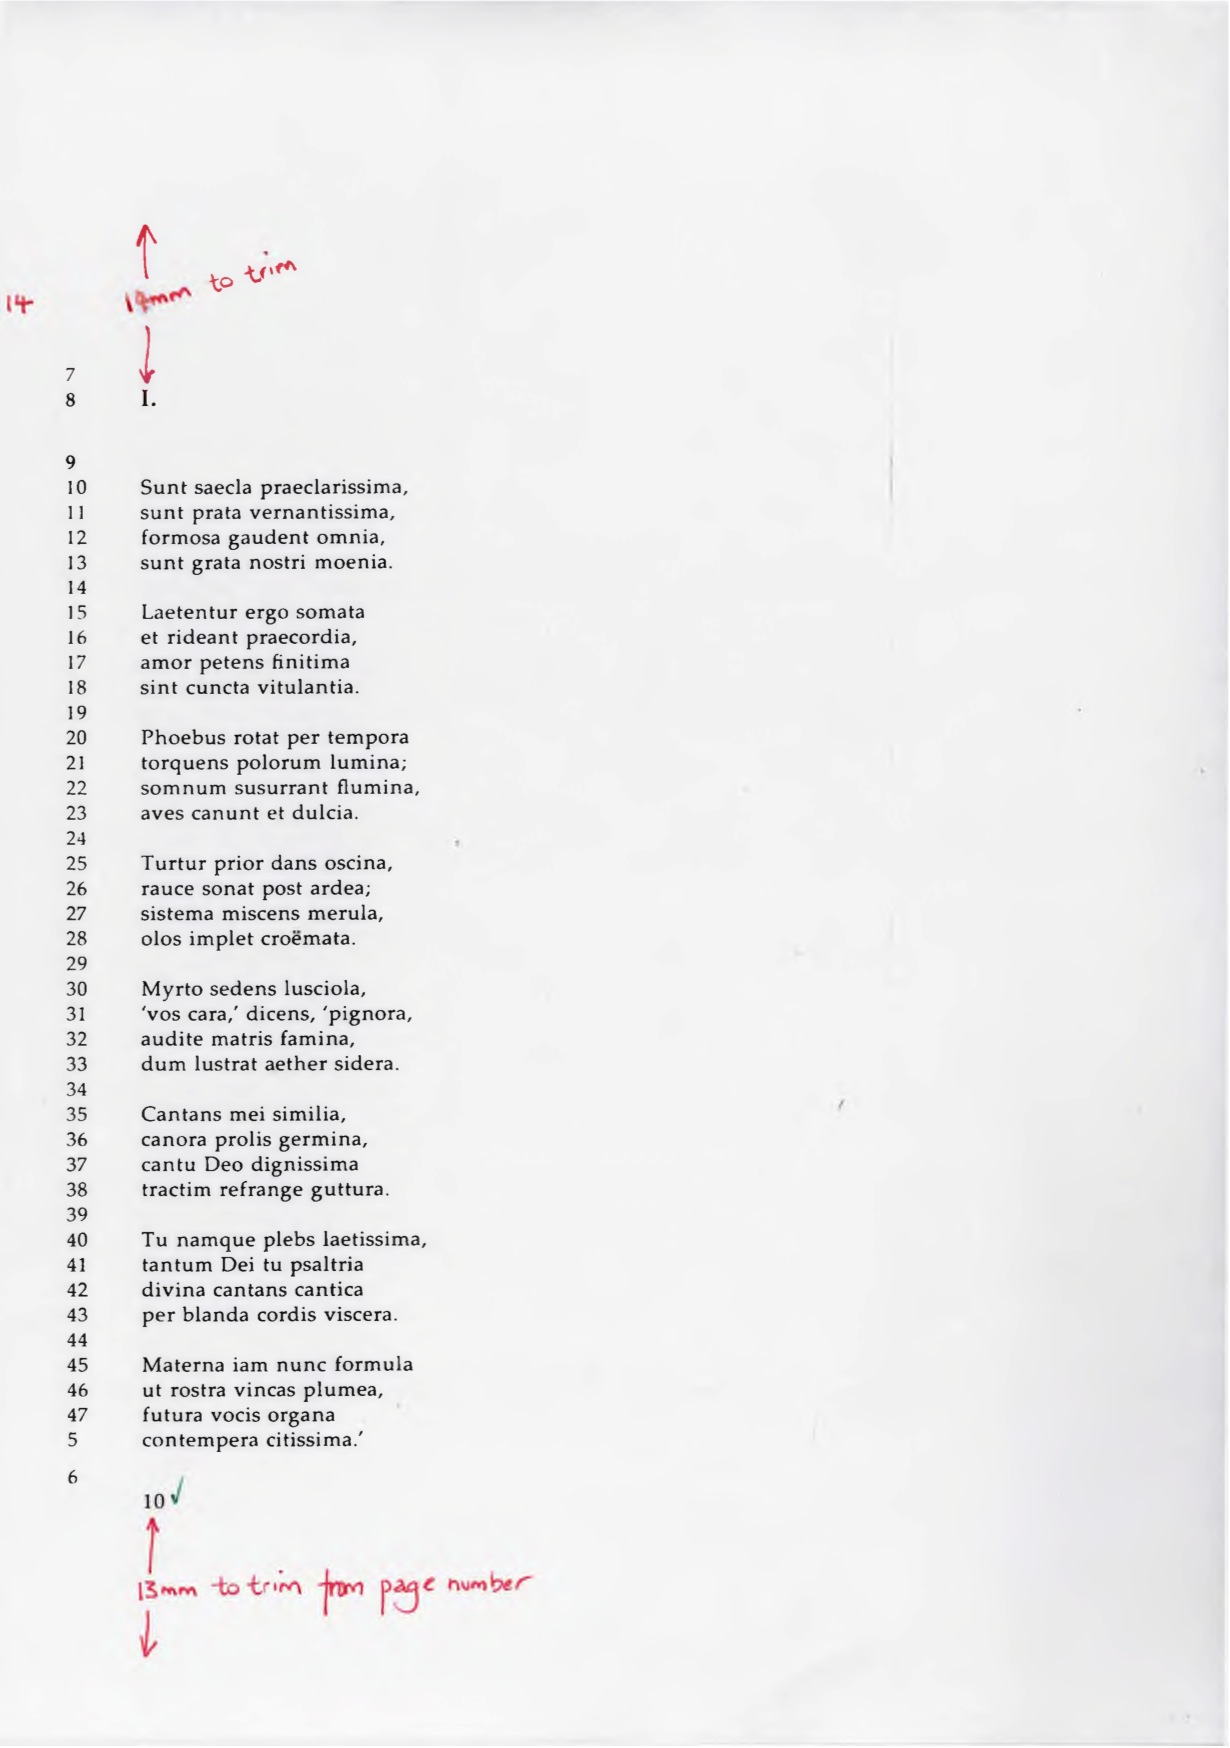 14 14mm to trim
7
8 I.
9
10 Sunt saecla praeclarissima,
11 sunt prata vernantissima,
12 formosa gaudent omnia,
13 sunt grata nostri moenia.
14
15 Laetentur ergo somata
16 et rideant praecordia,
17 amor petens finitima
18 sint cuncta vitulantia.
19
20 Phoebus rotat per tempora
21 torquens polorum lumina;
22 somnum susurrant flumina,
23 aves canunt et dulcia.
24
25 Turtur prior dans oscina,
26 rauce sonat post ardea;
27 sistema miscens merula,
28 olos implet croëmata.
29
30 Myrto sedens lusciola,
31 ‘vos cara,’ dicens, ‘pignora,
32 audite matris famina,
33 dum lustrat aether sidera.
34
35 Cantans mei similia,
36 canora prolis germina,
37 cantu Deo dignissima
38 tractim refrange guttura.
39
40 Tu namque plebs laetissima,
41 tantum Dei tu psaltria
42 divina cantans cantica
43 per blanda cordis viscera.
44
45 Materna iam nunc formula
46 ut rostra vincas plumea,
47 futura vocis organa
5 contempera citissima.’
6
10
13mm to trim from page number